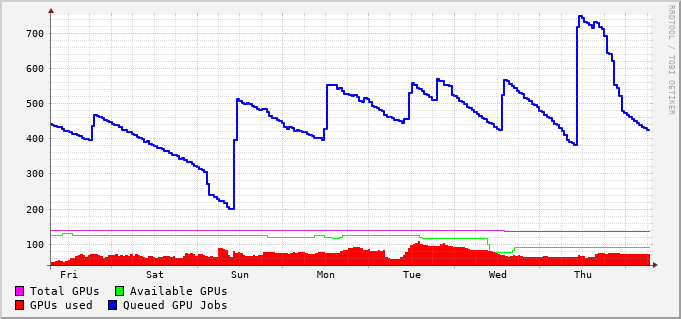 700
600
500
400
300
200
100
Fri Sat Sun Mon Tue Wed Thu
Total GPUs Available GPUs
GPUs used Queued GPU Jobs
RRDTOOL / TOBI OETIKER